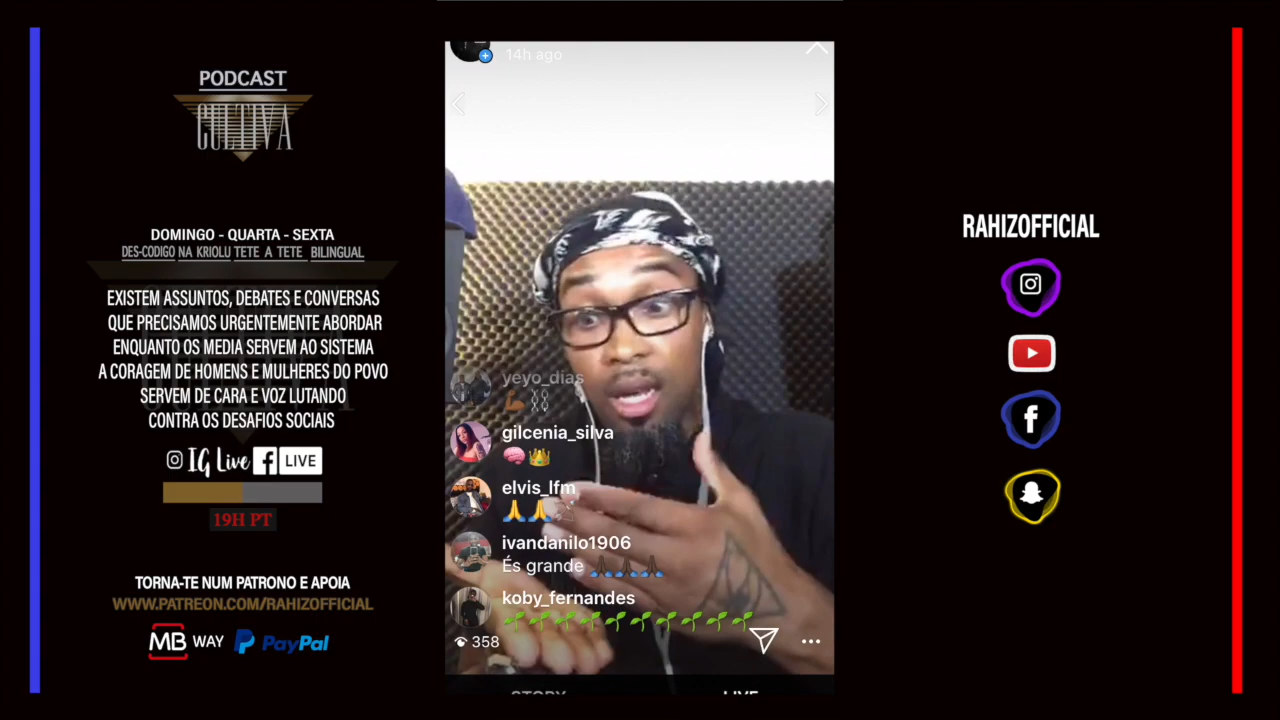 PODCAST
CULTIVA
DOMINGO - QUARTA - SEXTA
DES-CODIGO NA KRIOLU TETE A TETE BILINGUAL
EXISTEM ASSUNTOS, DEBATES E CONVERSAS
QUE PRECISAMOS URGENTEMENTE ABORDAR
ENQUANTO OS MEDIA SERVEM AO SISTEMA
A CORAGEM DE HOMENS E MULHERES DO POVO
SERVEM DE CARA E VOZ LUTANDO
CONTRA OS DESAFIOS SOCIAIS
IG Live f LIVE
19H PT
TORNA-TE NUM PATRONO E APOIA
WWW.PATREON.COM/RAHIZOFFICIAL
MB WAY PayPal
14h ago
yeyo_dias
💪🏾⛓
gilcenia_silva
🧠👑
elvis_lfm
🙏🙏🏹
ivandanilo1906
És grande 🙏🏿🙏🏿🙏🏿
koby_fernandes
🌱🌱🌱🌱🌱🌱🌱🌱🌱🌱
358
STORY LIVE
RAHIZOFFICIAL